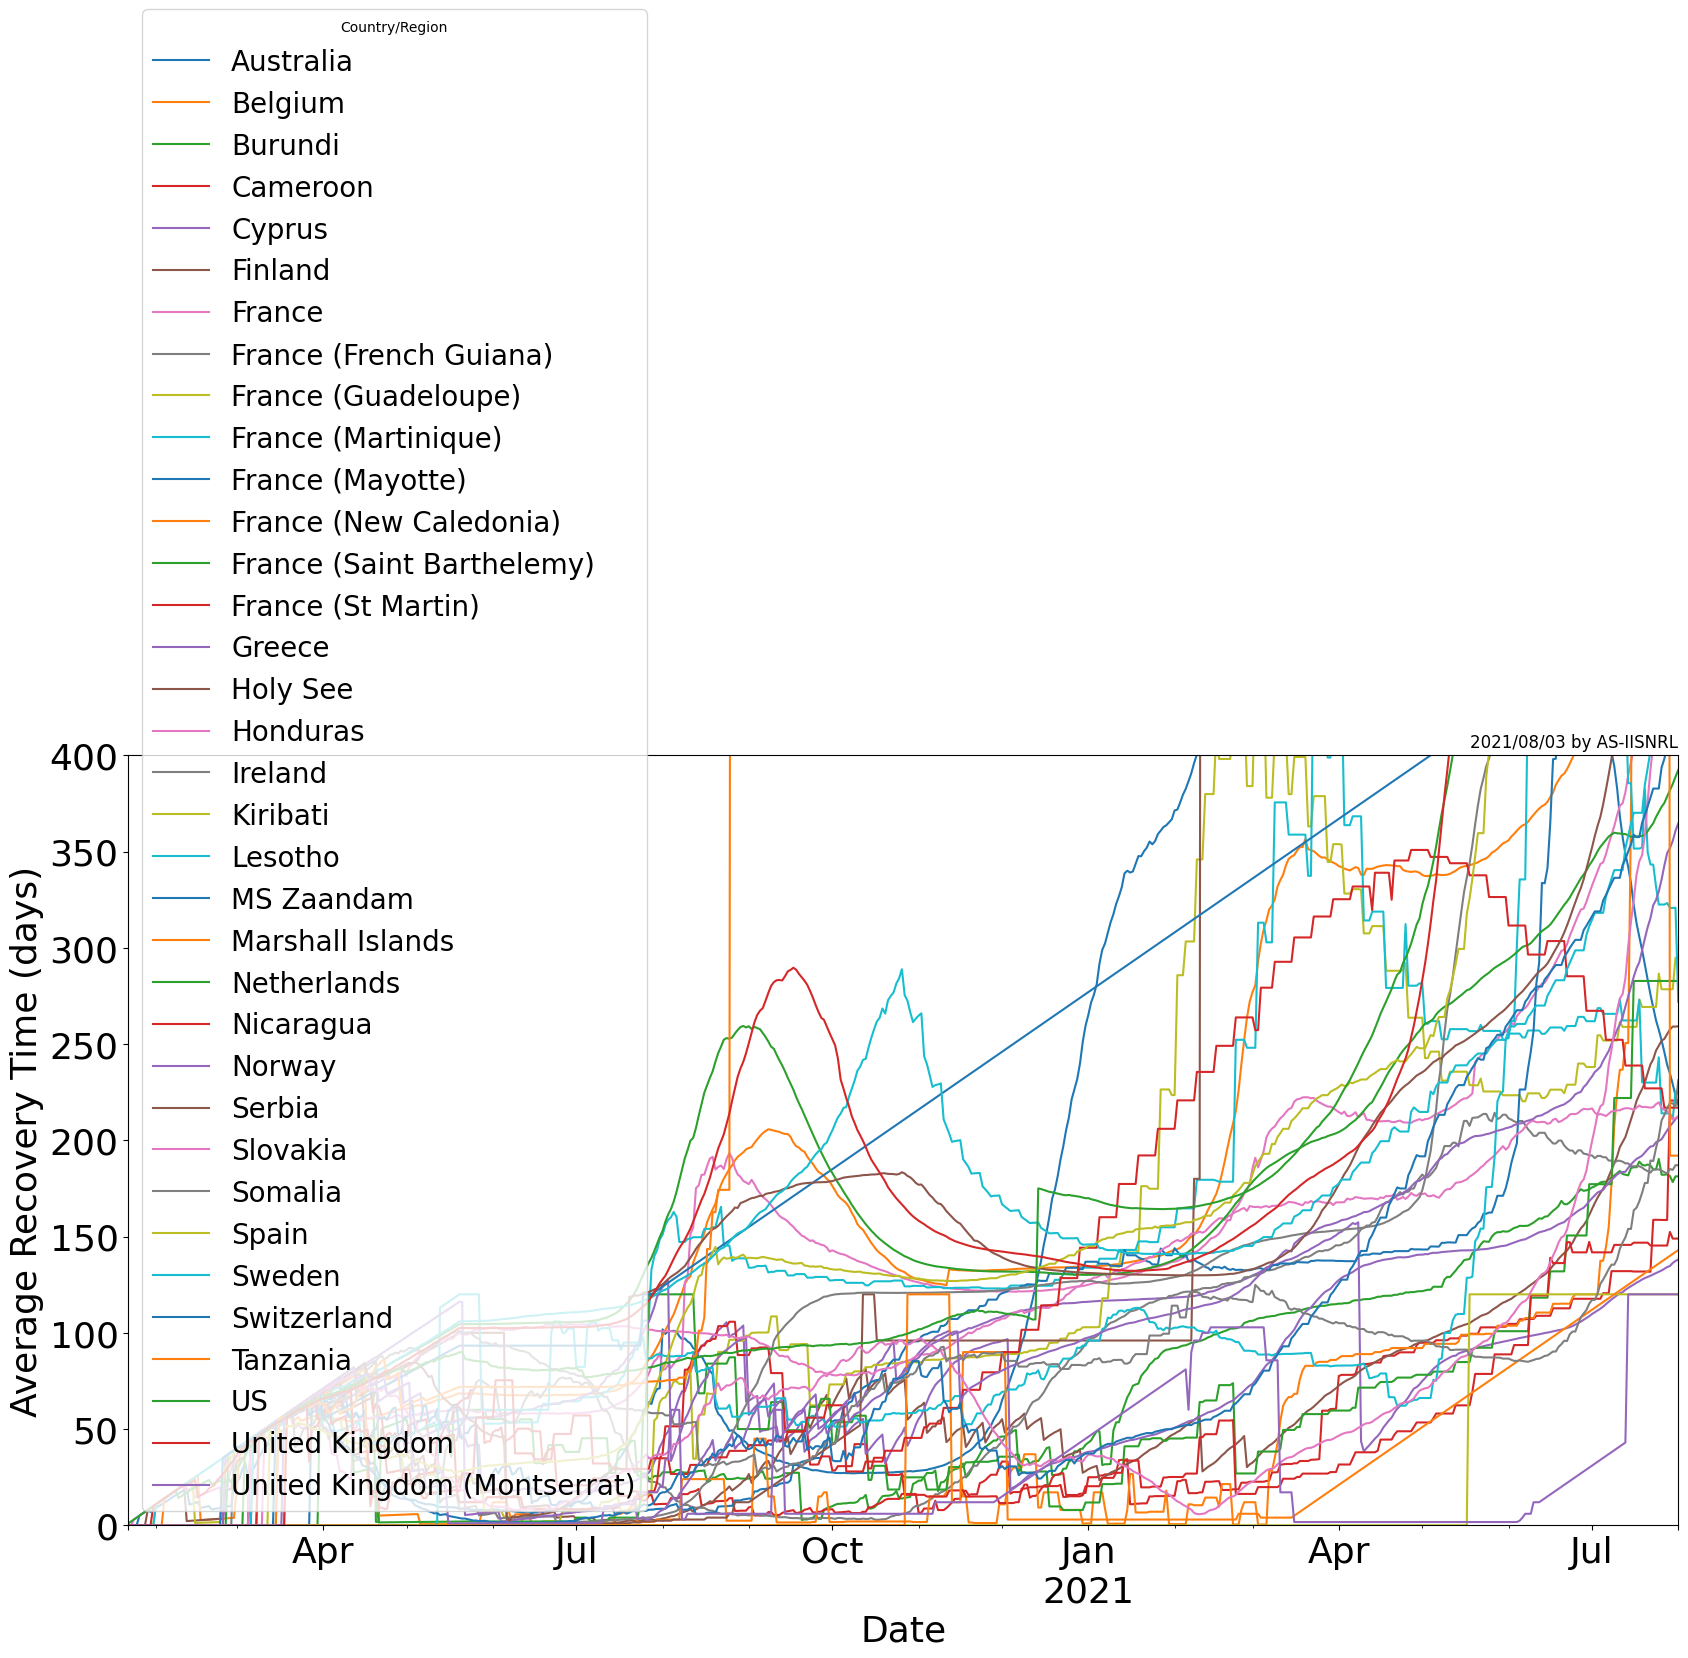 Country/Region
Australia
Belgium
Burundi
Cameroon
Cyprus
Finland
France
France (French Guiana)
France (Guadeloupe)
France (Martinique)
France (Mayotte)
France (New Caledonia)
France (Saint Barthelemy)
France (St Martin)
Greece
Holy See
Honduras
Ireland
Kiribati
Lesotho
MS Zaandam
Marshall Islands
Netherlands
Nicaragua
Norway
Serbia
Slovakia
Somalia
Spain
Sweden
Switzerland
Tanzania
US
United Kingdom
United Kingdom (Montserrat)
2021/08/03 by AS-IISNRL
400
350
300
250
200
150
100
50
0
Average Recovery Time (days)
Apr
Jul
Oct
Jan
2021
Apr
Jul
Date